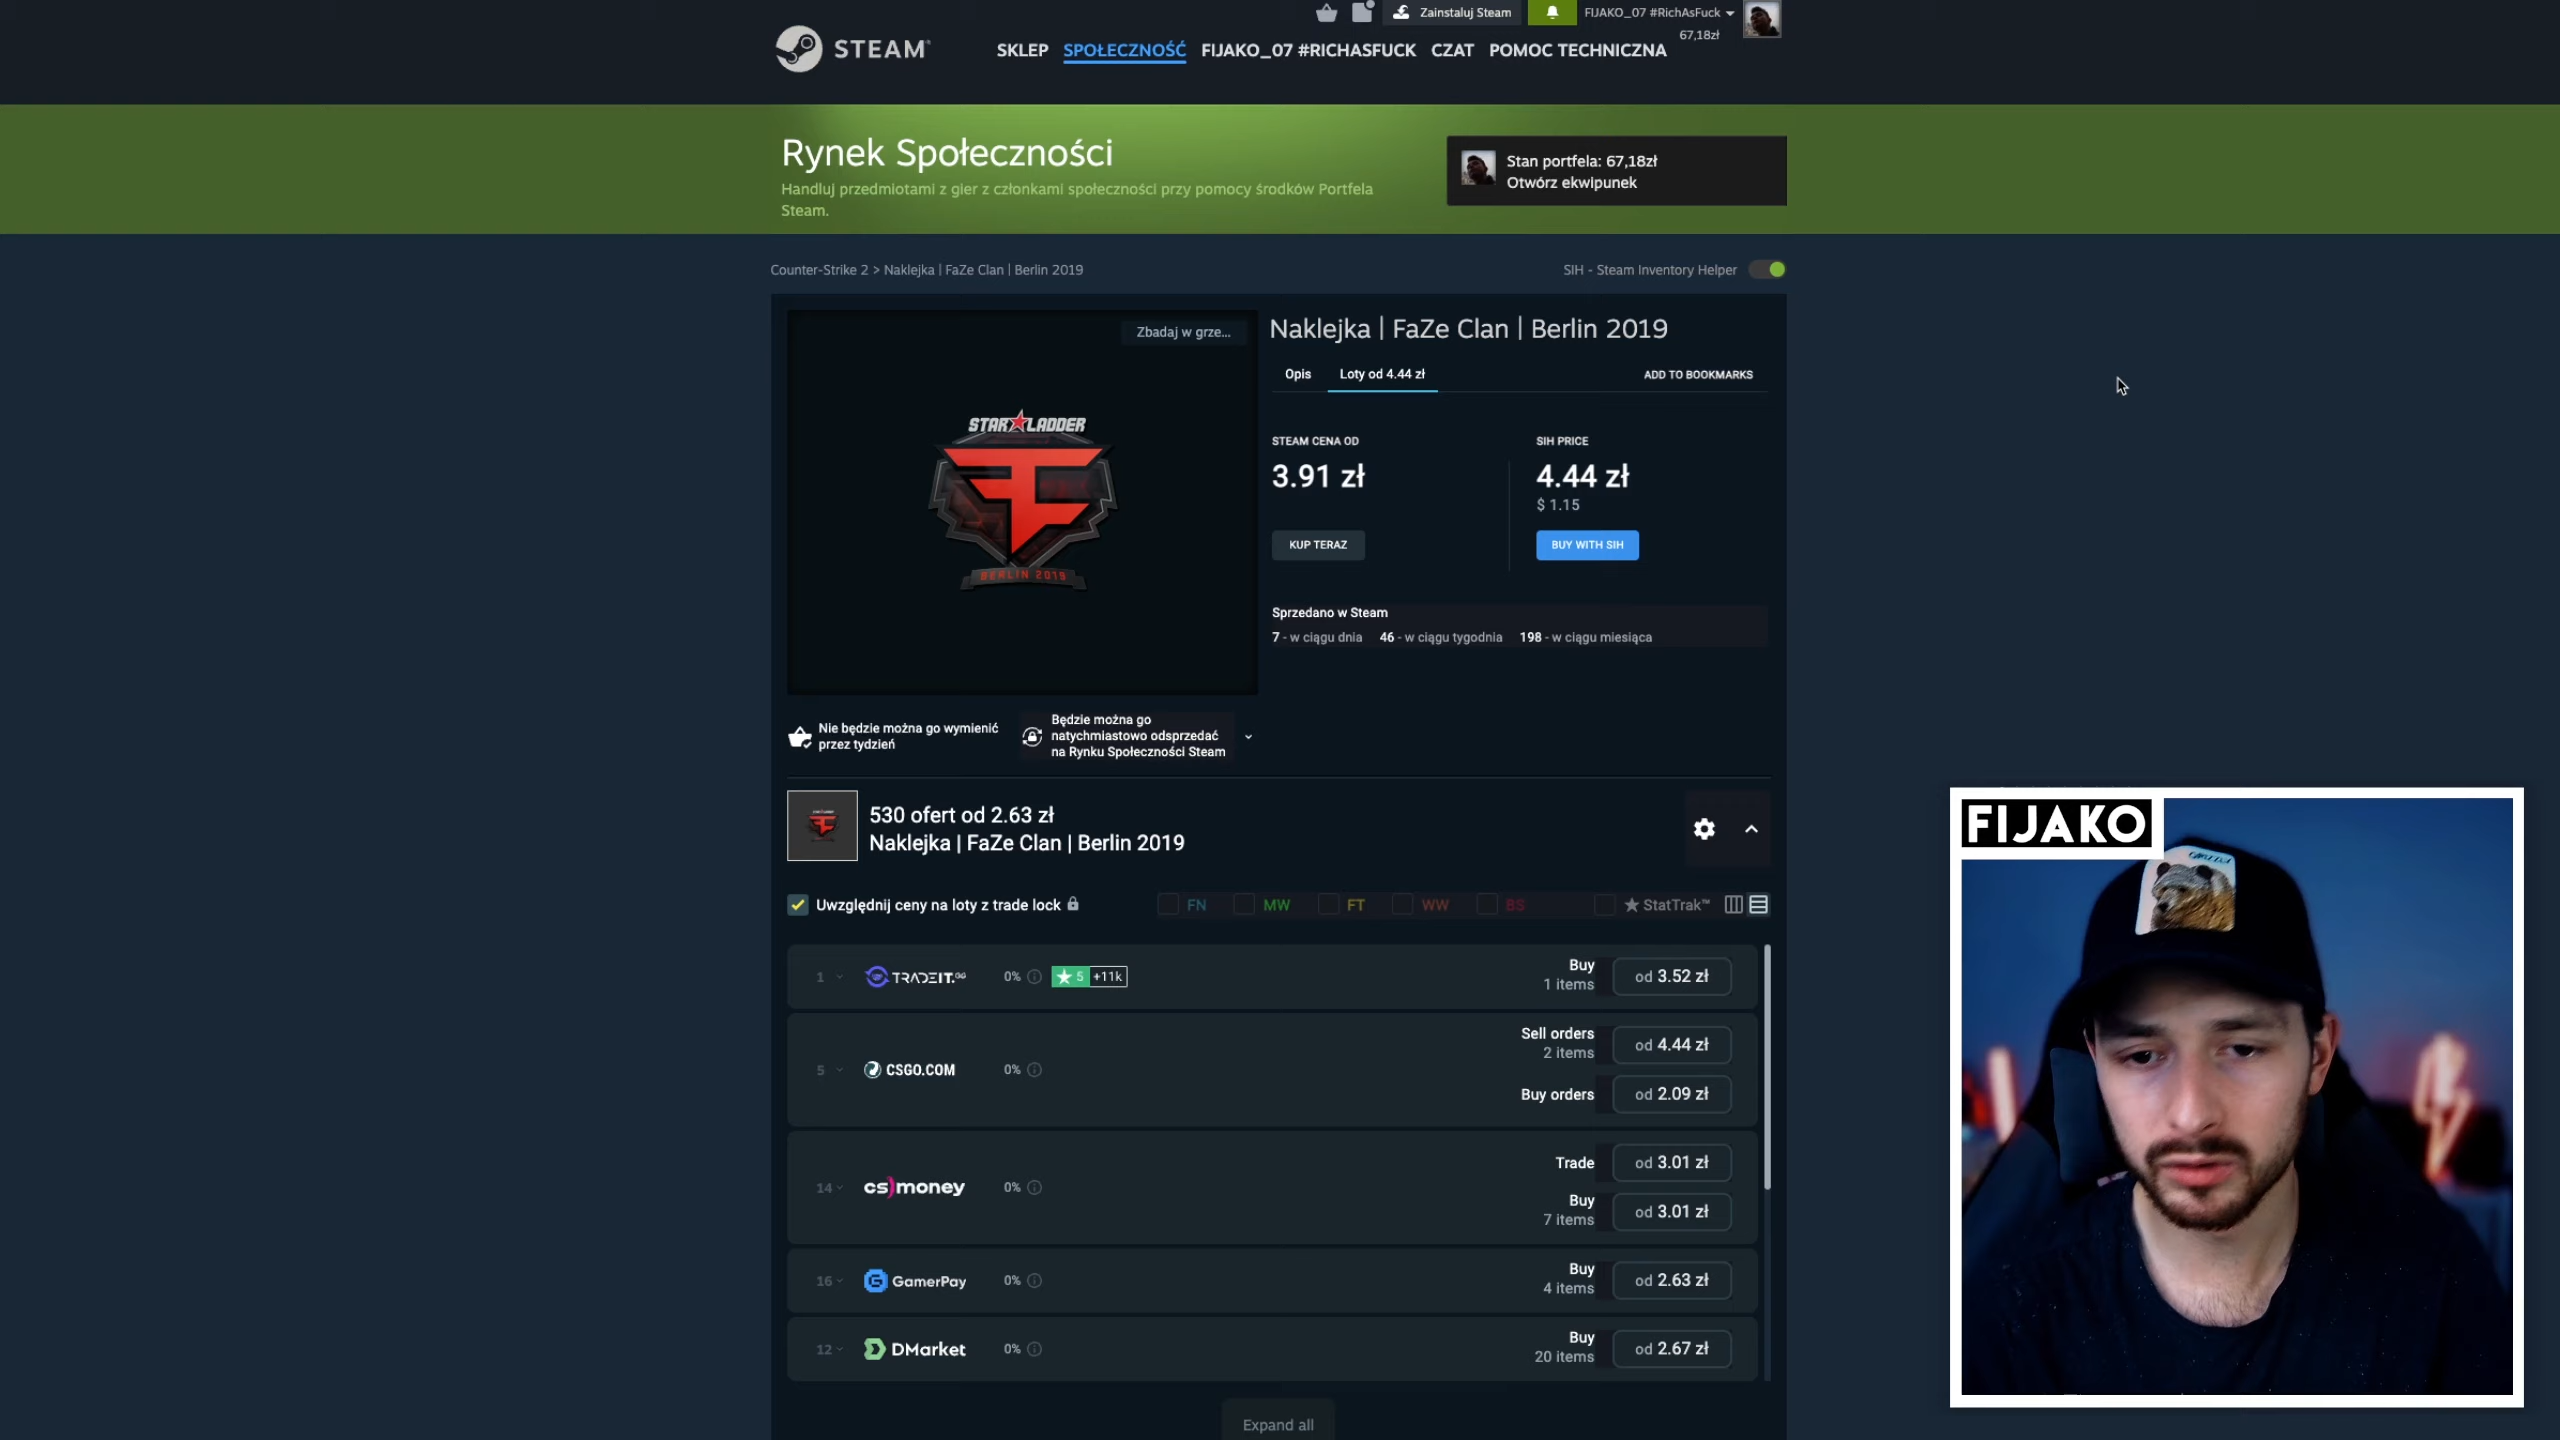 Zainstaluj Steam
FIJAKO_07 #RichAsFuck
67,18zł
STEAM
SKLEP SPOŁECZNOŚĆ FIJAKO_07 #RICHASFUCK CZAT POMOC TECHNICZNA
Rynek Społeczności
Handluj przedmiotami z gier z członkami społeczności przy pomocy środków Portfela
Steam.
Stan portfela: 67,18zł
Otwórz ekwipunek
Counter-Strike 2 > Naklejka | FaZe Clan | Berlin 2019
SIH - Steam Inventory Helper
Zbadaj w grze...
STAR LADDER
BERLIN 2019
Naklejka | FaZe Clan | Berlin 2019
Opis
Loty od 4.44 zł
ADD TO BOOKMARKS
STEAM CENA OD
3.91 zł
KUP TERAZ
SIH PRICE
4.44 zł
$ 1.15
BUY WITH SIH
Sprzedano w Steam
7 - w ciągu dnia 46 - w ciągu tygodnia 198 - w ciągu miesiąca
Nie będzie można go wymienić
przez tydzień
Będzie można go
natychmiastowo odsprzedać
na Rynku Społeczności Steam
530 ofert od 2.63 zł
Naklejka | FaZe Clan | Berlin 2019
Uwzględnij ceny na loty z trade lock
FN MW FT WW BS ★ StatTrak™
1 TRADEIT.GG 0% ★ 5 +11k
Buy
1 items
od 3.52 zł
5 CSGO.COM 0%
Sell orders
2 items
od 4.44 zł
Buy orders
od 2.09 zł
14 cs)money 0%
Trade
od 3.01 zł
Buy
7 items
od 3.01 zł
16 GamerPay 0%
Buy
4 items
od 2.63 zł
12 DMarket 0%
Buy
20 items
od 2.67 zł
Expand all
FIJAKO